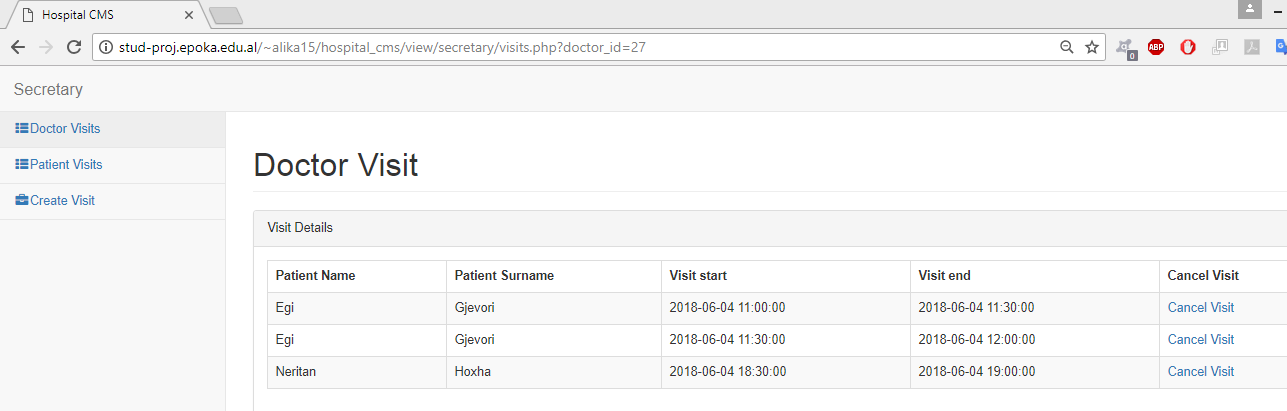 Hospital CMS
stud-proj.epoka.edu.al/~alika15/hospital_cms/view/secretary/visits.php?doctor_id=27
0 ABP
Secretary
Doctor Visits
Patient Visits
Create Visit
Doctor Visit
Visit Details
Patient Name Patient Surname Visit start Visit end Cancel Visit
Egi Gjevori 2018-06-04 11:00:00 2018-06-04 11:30:00 Cancel Visit
Egi Gjevori 2018-06-04 11:30:00 2018-06-04 12:00:00 Cancel Visit
Neritan Hoxha 2018-06-04 18:30:00 2018-06-04 19:00:00 Cancel Visit